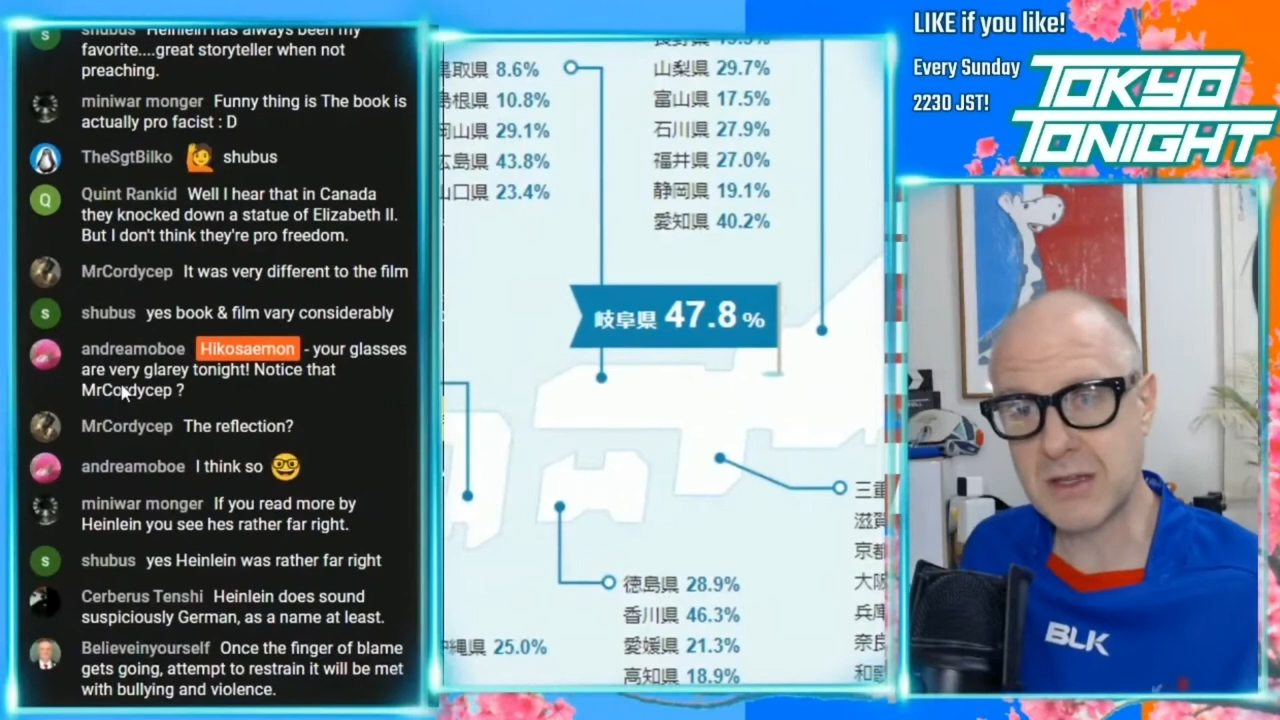 shubus Heinlein has always been my
favorite....great storyteller when not
preaching.
miniwar monger Funny thing is The book is
actually pro facist : D
TheSgtBilko 🙋 shubus
Quint Rankid Well I hear that in Canada
they knocked down a statue of Elizabeth II.
But I don't think they're pro freedom.
MrCordycep It was very different to the film
shubus yes book & film vary considerably
andreamoboe Hikosaemon - your glasses
are very glarey tonight! Notice that
MrCordycep ?
MrCordycep The reflection?
andreamoboe I think so 🤓
miniwar monger If you read more by
Heinlein you see hes rather far right.
shubus yes Heinlein was rather far right
Cerberus Tenshi Heinlein does sound
suspiciously German, as a name at least.
Believeinyourself Once the finger of blame
gets going, attempt to restrain it will be met
with bullying and violence.
鳥取県 8.6%
島根県 10.8%
岡山県 29.1%
広島県 43.8%
山口県 23.4%
山梨県 29.7%
富山県 17.5%
石川県 27.9%
福井県 27.0%
静岡県 19.1%
愛知県 40.2%
岐阜県 47.8 %
徳島県 28.9%
香川県 46.3%
愛媛県 21.3%
高知県 18.9%
沖縄県 25.0%
三重
滋賀
京都
大阪
兵庫
奈良
LIKE if you like!
Every Sunday
2230 JST!
TOKYO
TONIGHT
BLK